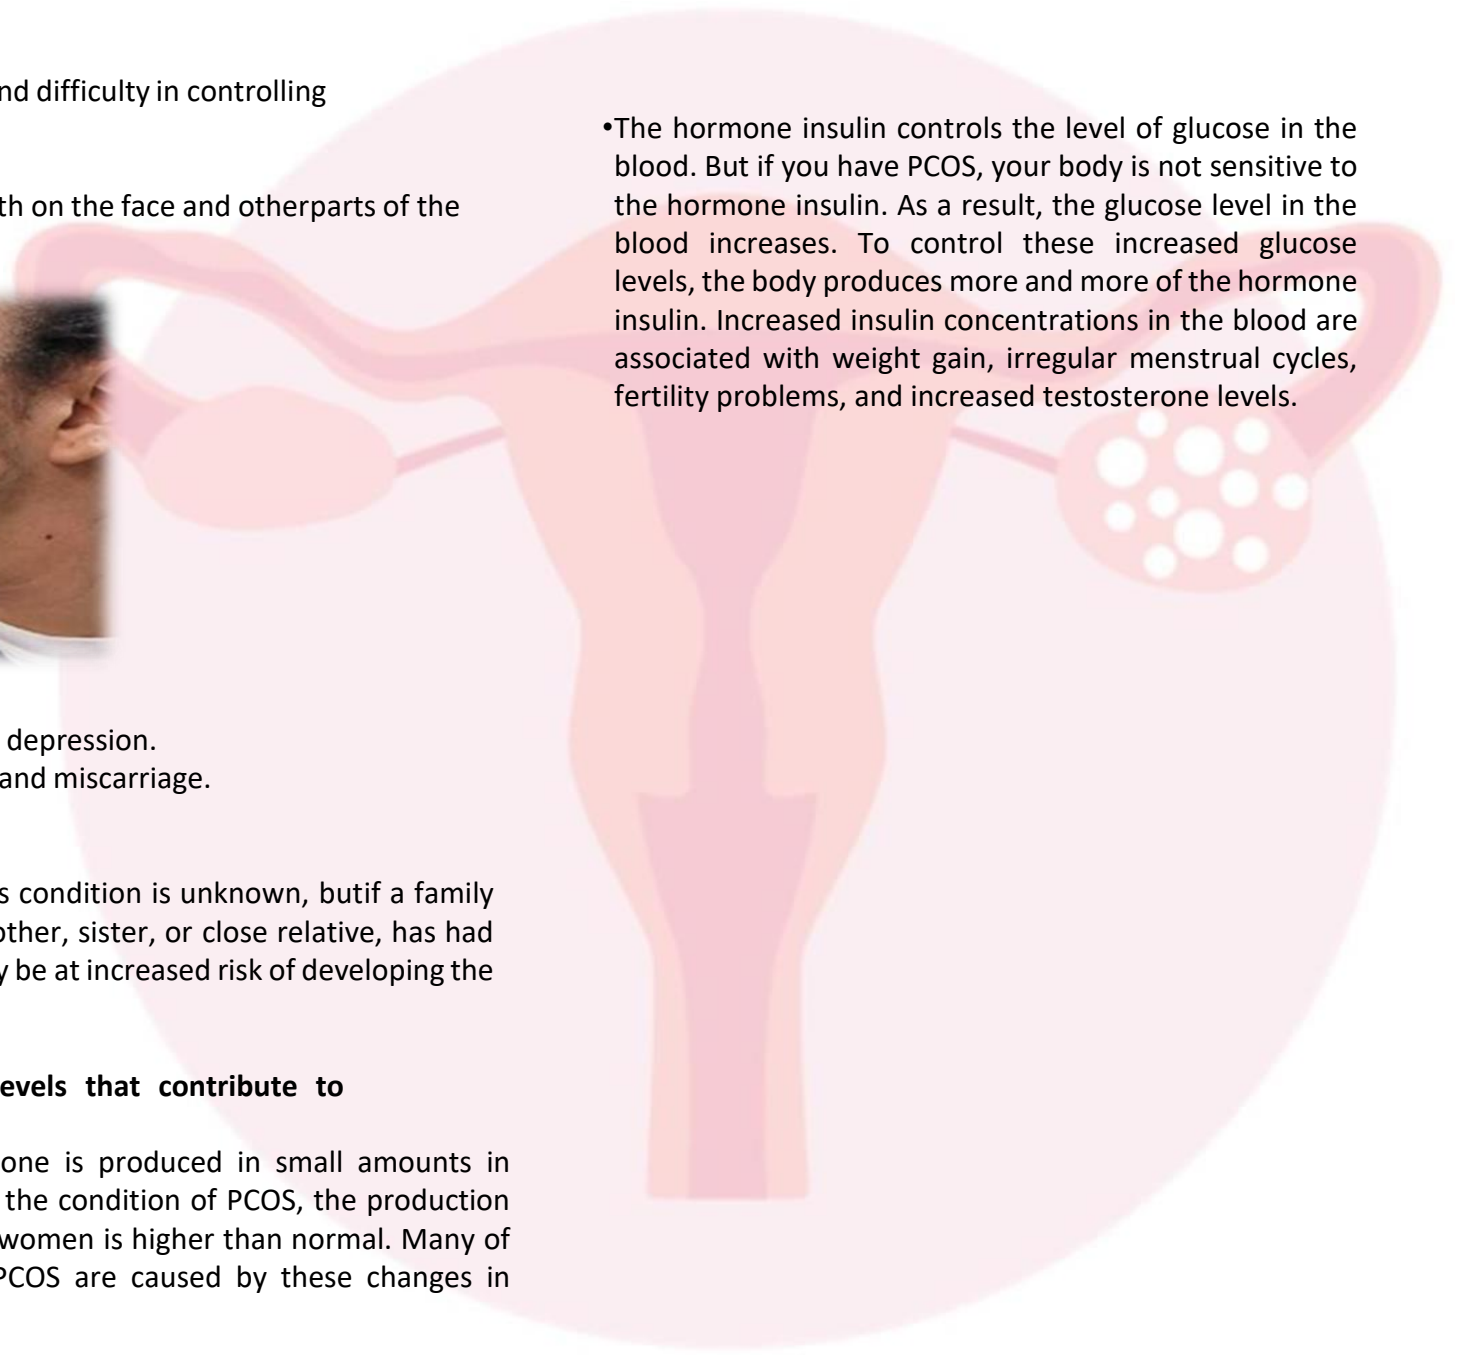 nd difficulty in controlling
th on the face and otherparts of the
depression.
and miscarriage.
s condition is unknown, butif a family
other, sister, or close relative, has had
y be at increased risk of developing the
evels that contribute to
one is produced in small amounts in
the condition of PCOS, the production
women is higher than normal. Many of
PCOS are caused by these changes in
•The hormone insulin controls the level of glucose in the
blood. But if you have PCOS, your body is not sensitive to
the hormone insulin. As a result, the glucose level in the
blood increases. To control these increased glucose
levels, the body produces more and more of the hormone
insulin. Increased insulin concentrations in the blood are
associated with weight gain, irregular menstrual cycles,
fertility problems, and increased testosterone levels.